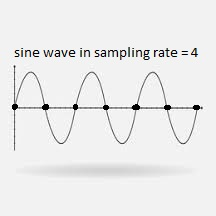 sine wave in sampling rate = 4